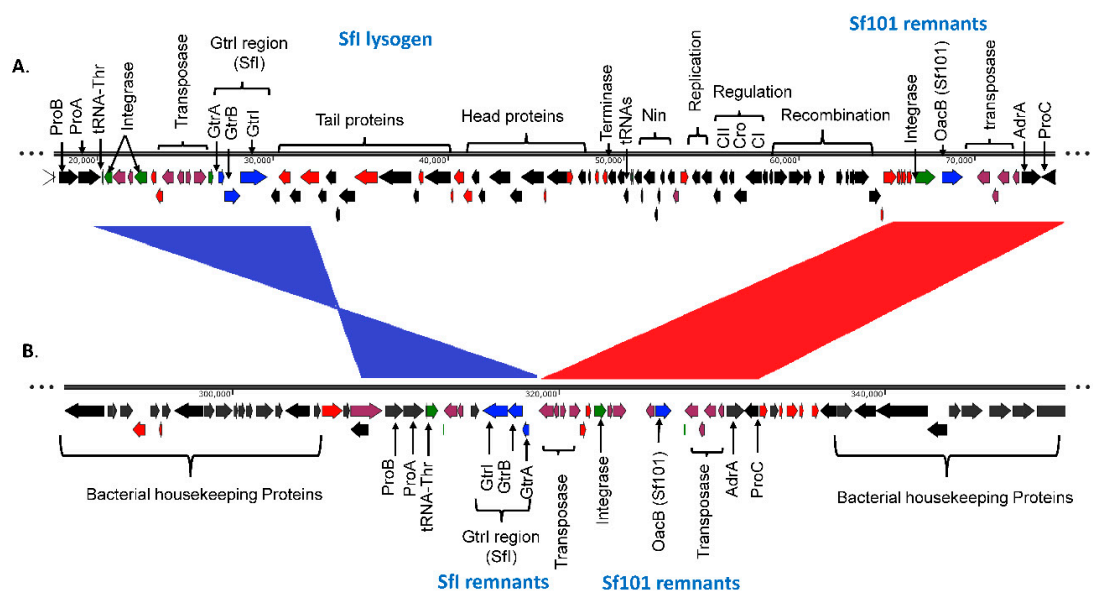 SfI lysogen
Sf101 remnants
A.
GtrI region
(SfI)
ProB
ProA
tRNA-Thr
Integrase
Transposase
GtrA
GtrB
GtrI
Tail proteins
Head proteins
Terminase
tRNAs
Nin
Replication
Regulation
CII
Cro
CI
Recombination
Integrase
OacB (Sf101)
transposase
AdrA
ProC
... 20,000 30,000 40,000 50,000 60,000 70,000 ...
B.
... 300,000 320,000 340,000 ...
Bacterial housekeeping Proteins
ProB
ProA
tRNA-Thr
GtrI
GtrB
GtrA
GtrI region
(SfI)
Transposase
Integrase
OacB (Sf101)
Transposase
AdrA
ProC
Bacterial housekeeping Proteins
SfI remnants
Sf101 remnants